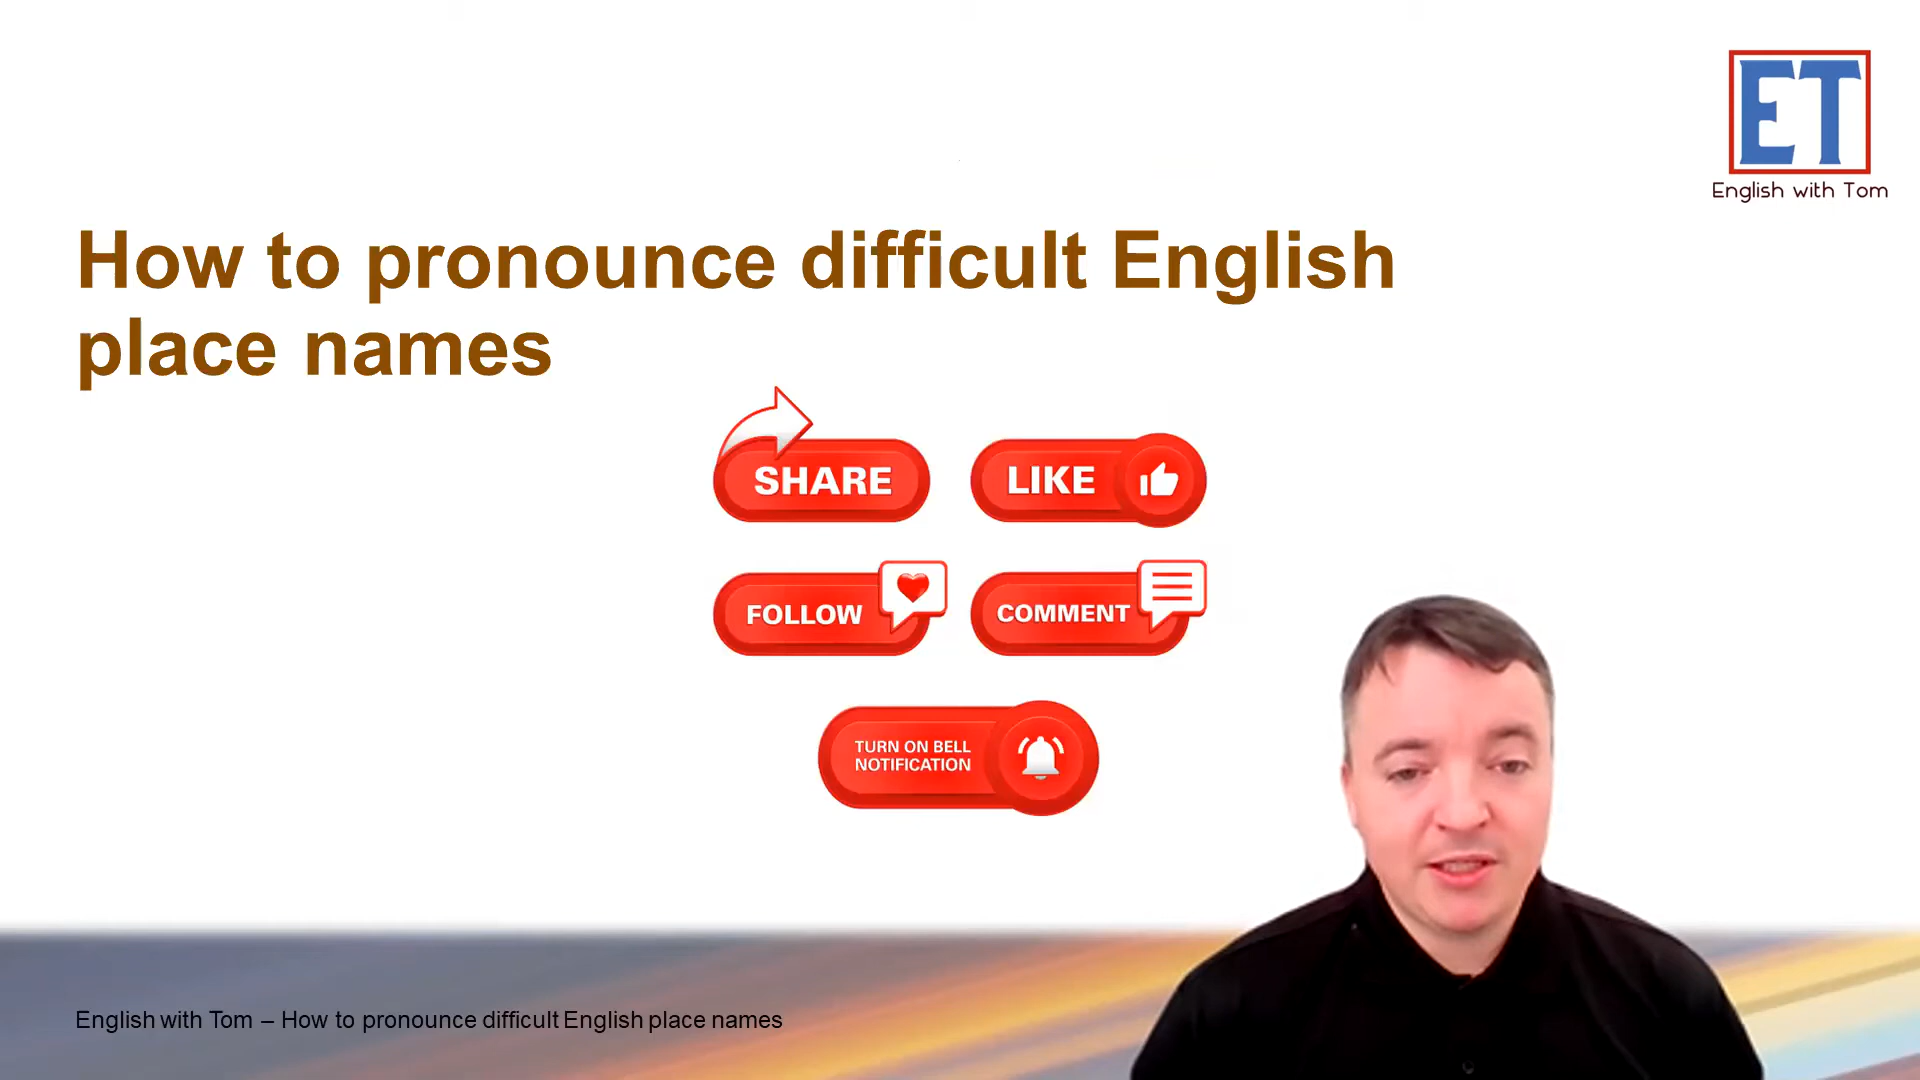 ET
English with Tom
How to pronounce difficult English
place names
SHARE
LIKE
FOLLOW
COMMENT
TURN ON BELL
NOTIFICATION
English with Tom – How to pronounce difficult English place names